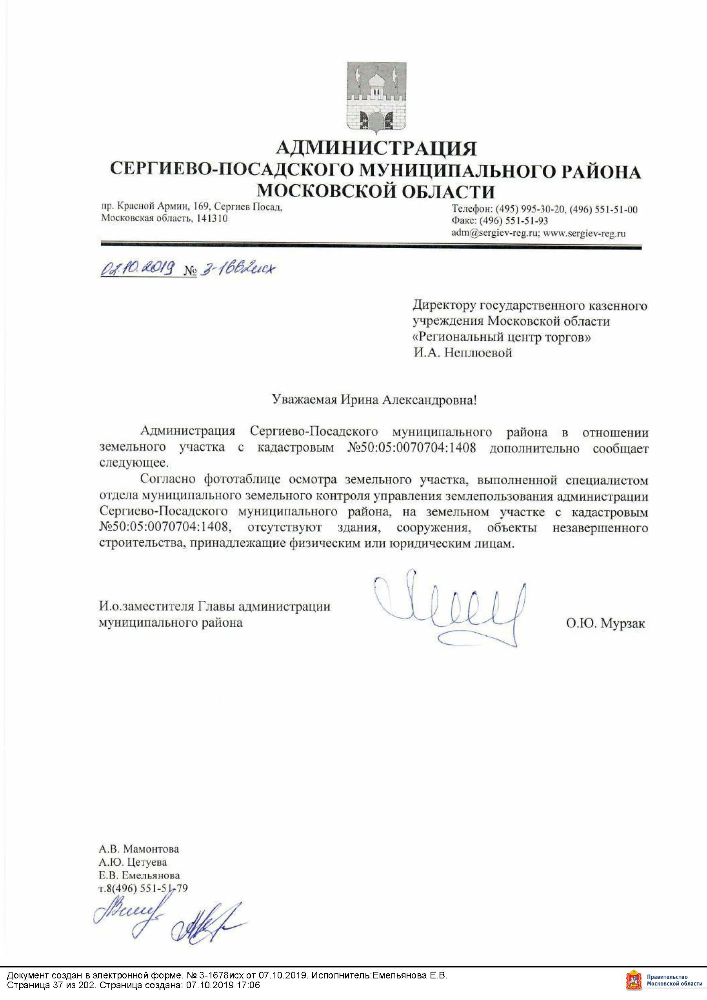 АДМИНИСТРАЦИЯ
СЕРГИЕВО-ПОСАДСКОГО МУНИЦИПАЛЬНОГО РАЙОНА
МОСКОВСКОЙ ОБЛАСТИ
пр. Красной Армии, 169, Сергиев Посад,
Московская область, 141310
Телефон: (495) 995-30-20, (496) 551-51-00
Факс: (496) 551-51-93
adm@sergiev-reg.ru; www.sergiev-reg.ru
02.10.2019 № 3-1662исх
Директору государственного казенного
учреждения Московской области
«Региональный центр торгов»
И.А. Неплюевой
Уважаемая Ирина Александровна!
Администрация Сергиево-Посадского муниципального района в отношении
земельного участка с кадастровым №50:05:0070704:1408 дополнительно сообщает
следующее.
Согласно фототаблице осмотра земельного участка, выполненной специалистом
отдела муниципального земельного контроля управления землепользования администрации
Сергиево-Посадского муниципального района, на земельном участке с кадастровым
№50:05:0070704:1408, отсутствуют здания, сооружения, объекты незавершенного
строительства, принадлежащие физическим или юридическим лицам.
И.о.заместителя Главы администрации
муниципального района
О.Ю. Мурзак
А.В. Мамонтова
А.Ю. Цетуева
Е.В. Емельянова
т.8(496) 551-51-79
Документ создан в электронной форме. № 3-1678исх от 07.10.2019. Исполнитель:Емельянова Е.В.
Страница 37 из 202. Страница создана: 07.10.2019 17:06
Правительство
Московской области